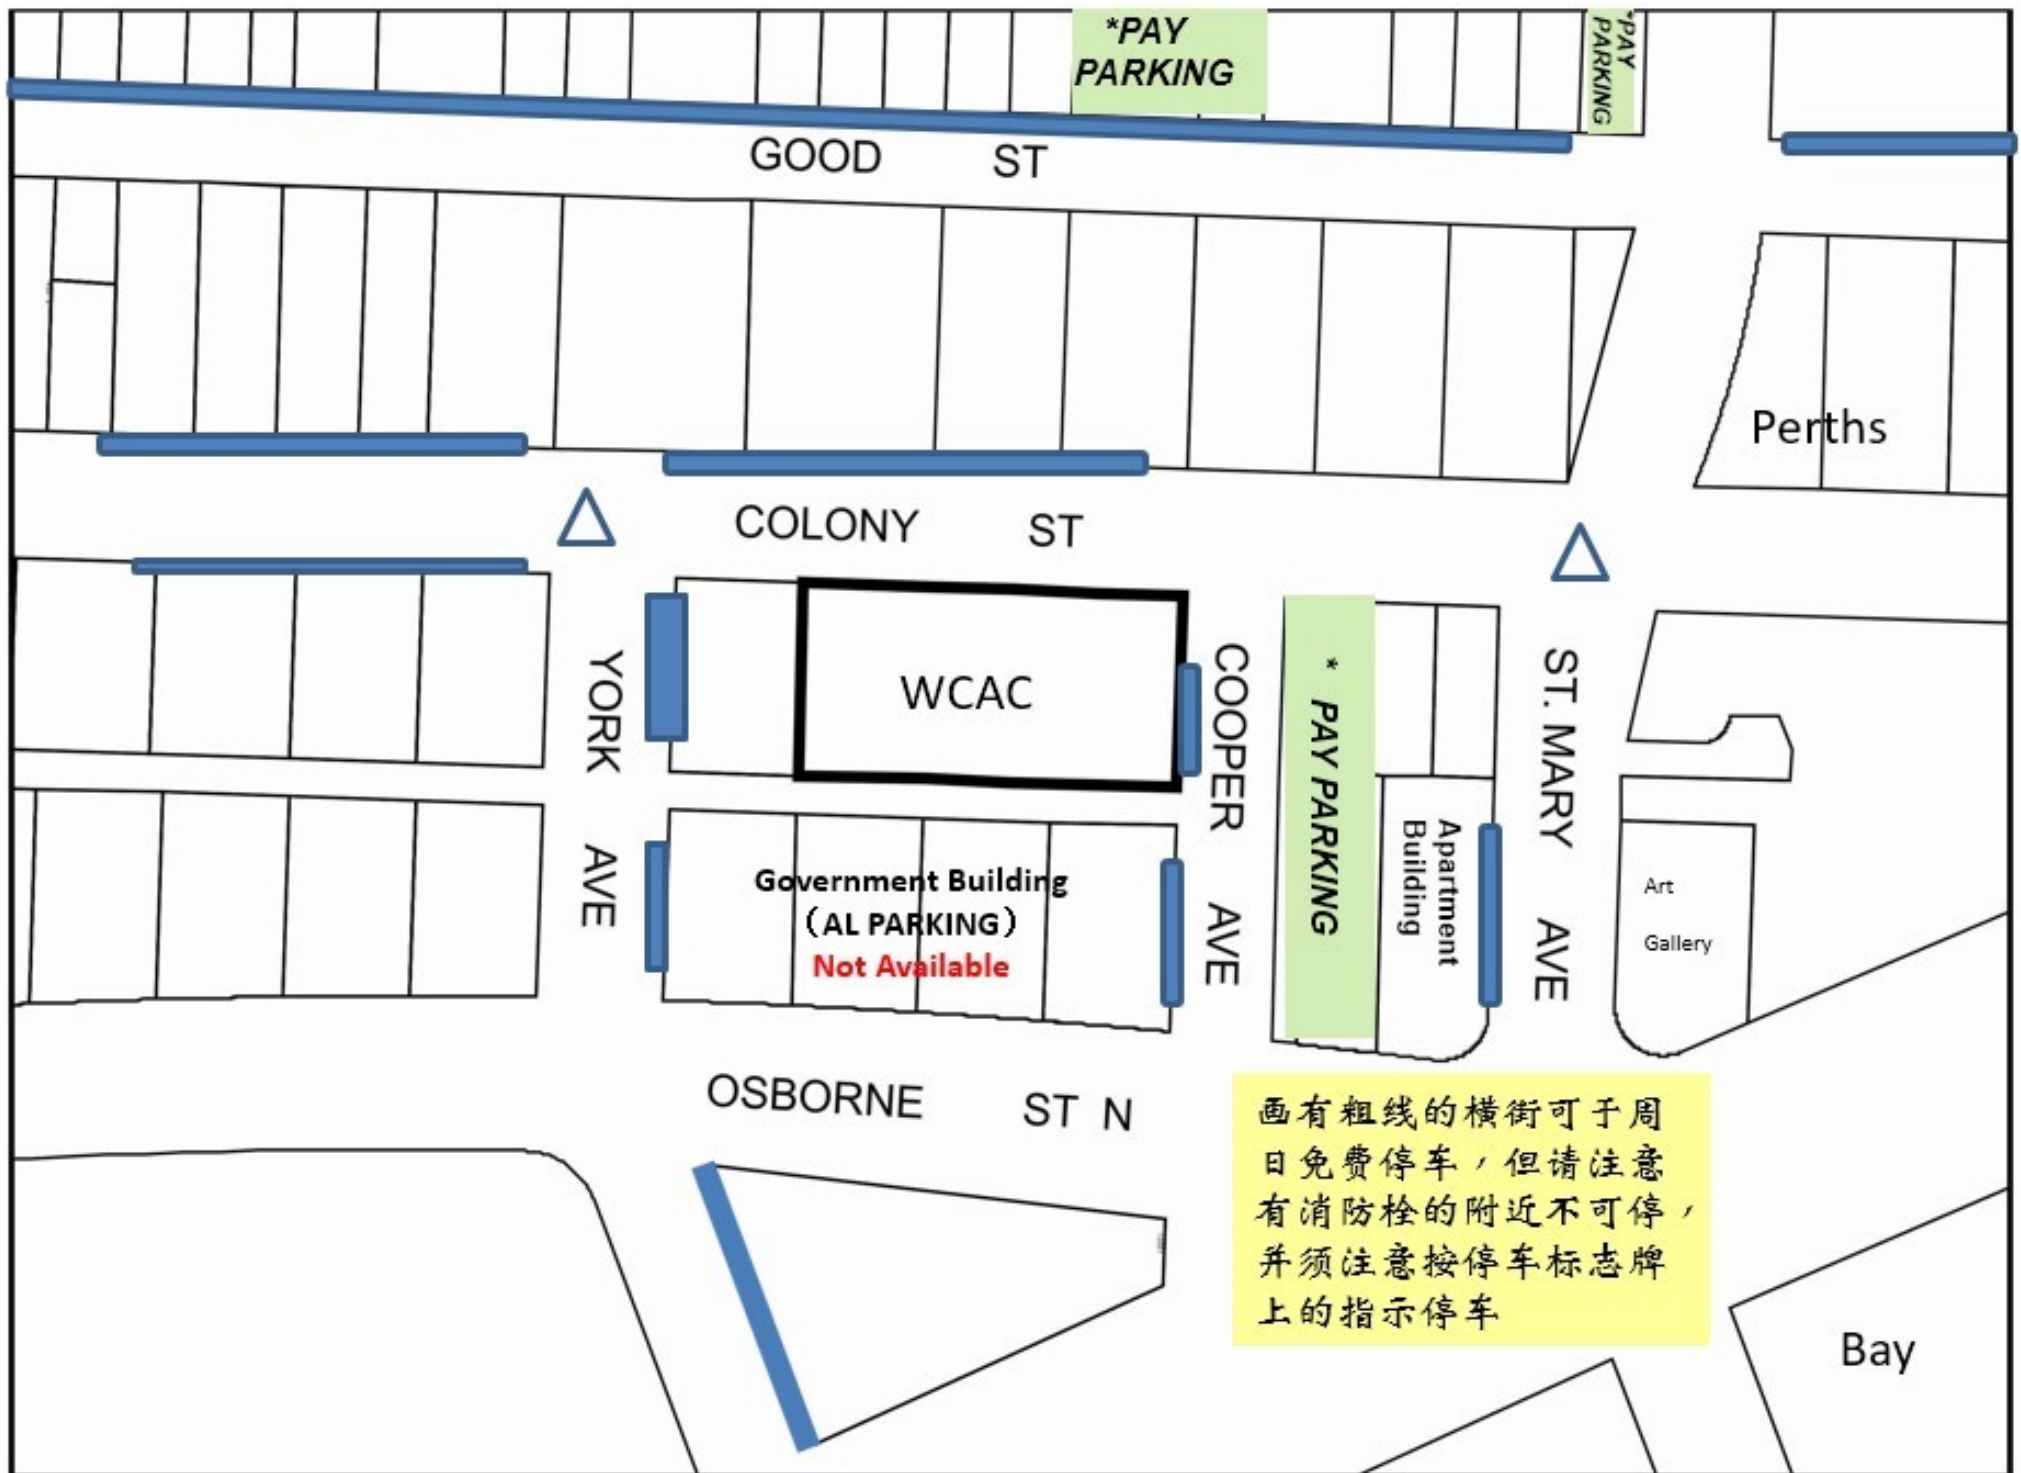 *PAY
PARKING
*PAY
PARKING
GOOD ST
Perths
COLONY ST
YORK AVE
WCAC
COOPER AVE
* PAY PARKING
ST. MARY AVE
Apartment
Building
Government Building
(AL PARKING)
Not Available
Art
Gallery
OSBORNE ST N
画有粗线的横街可于周
日免费停车，但请注意
有消防栓的附近不可停，
并须注意按停车标志牌
上的指示停车
Bay